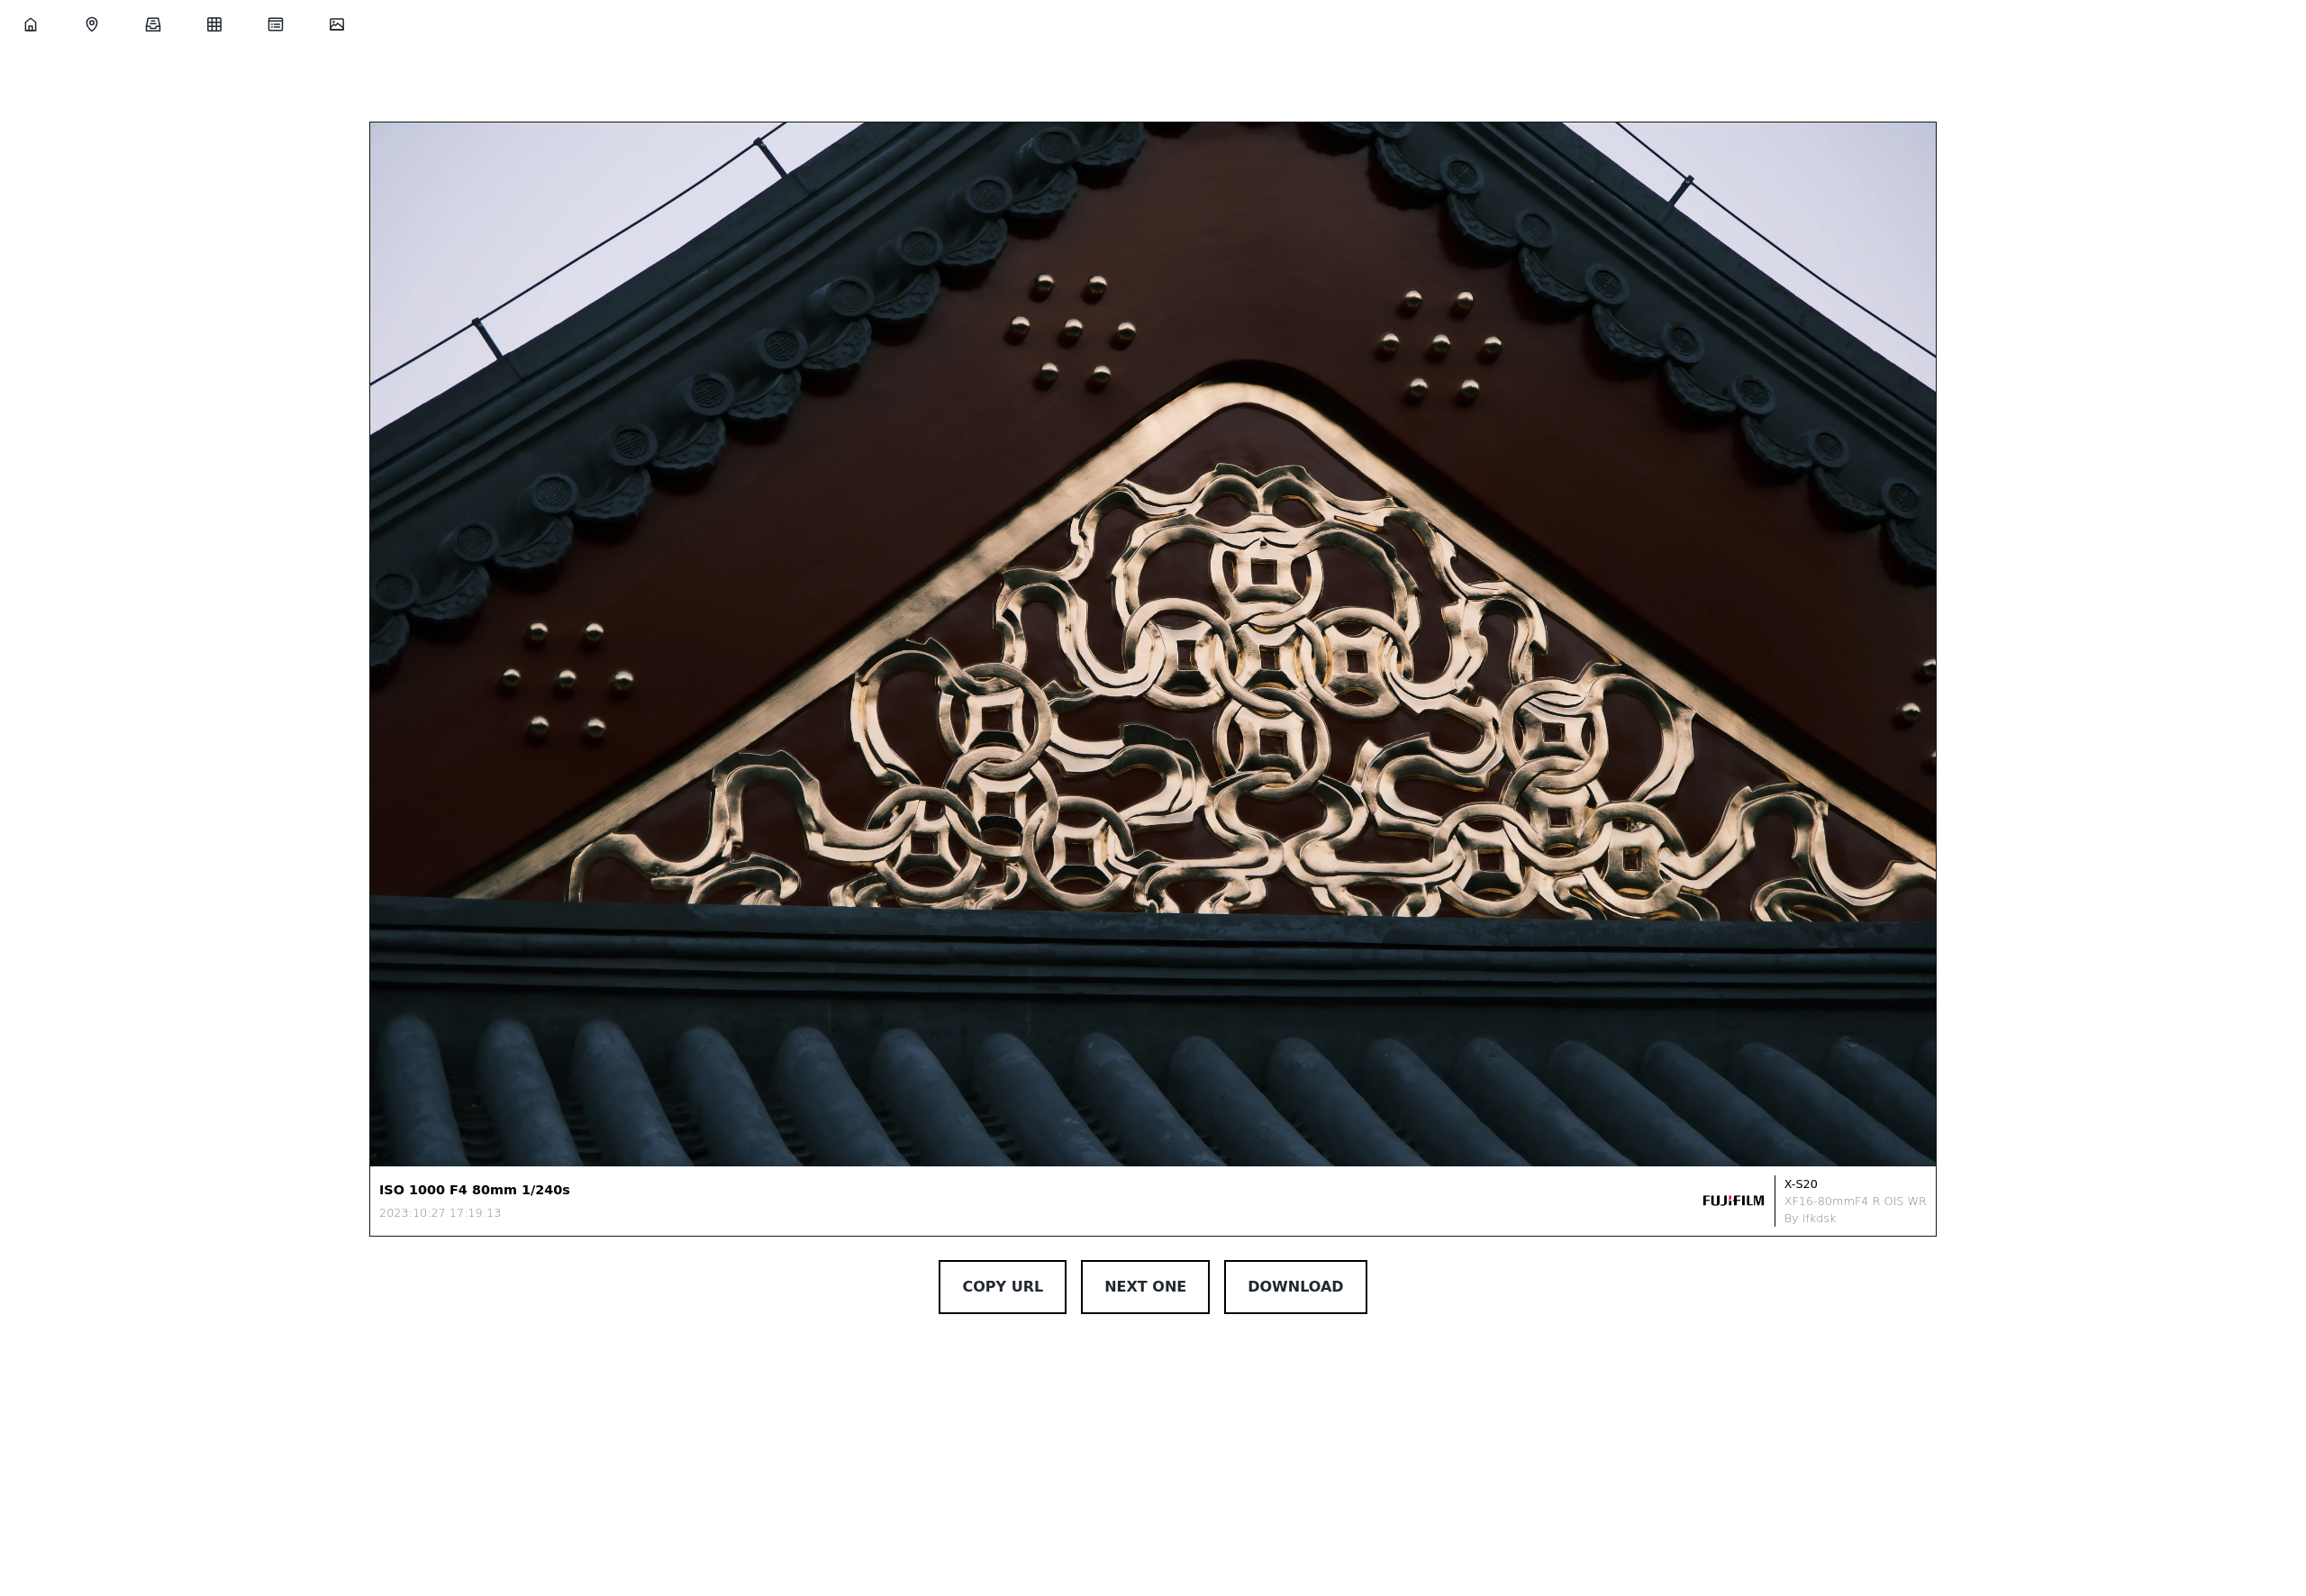 ISO 1000 F4 80mm 1/240s
2023:10:27 17:19:13
FUJIFILM
X-S20
XF16-80mmF4 R OIS WR
By lfkdsk
COPY URL
NEXT ONE
DOWNLOAD